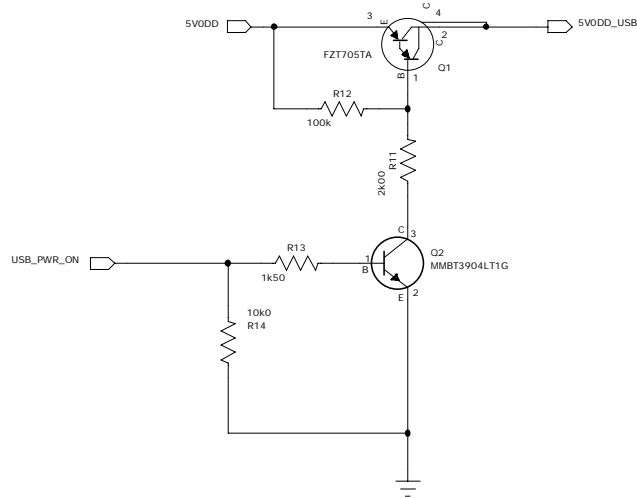 C
5V0DD
3
E
4
2
C
5V0DD_USB
FZT705TA
Q1
B
1
R12
100k
R11
2k00
C
3
Q2
MMBT3904LT1G
USB_PWR_ON
R13
1k50
1
B
E
2
10k0
R14